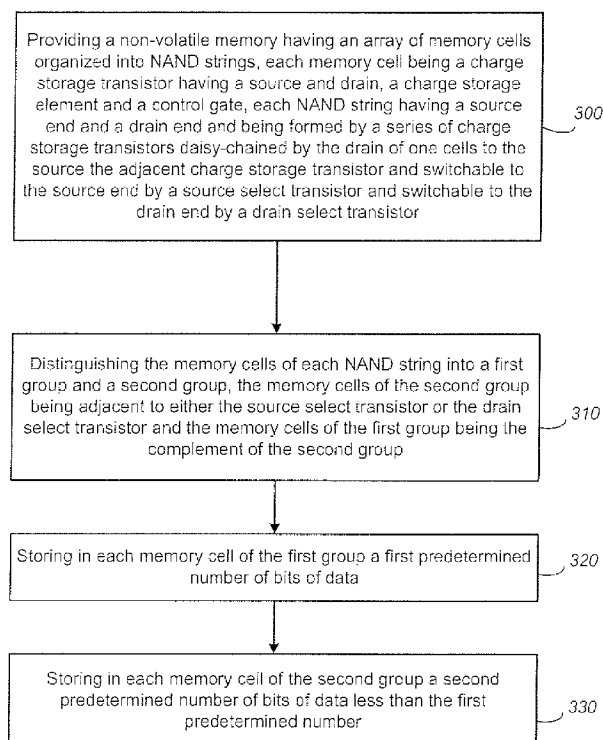 Providing a non-volatile memory having an array of memory cells
organized into NAND strings, each memory cell being a charge
storage transistor having a source and drain, a charge storage
element and a control gate, each NAND string having a source
end and a drain end and being formed by a series of charge
storage transistors daisy-chained by the drain of one cells to the
source the adjacent charge storage transistor and switchable to
the source end by a source select transistor and switchable to the
drain end by a drain select transistor
300
Distinguishing the memory cells of each NAND string into a first
group and a second group, the memory cells of the second group
being adjacent to either the source select transistor or the drain
select transistor and the memory cells of the first group being the
complement of the second group
310
Storing in each memory cell of the first group a first predetermined
number of bits of data
320
Storing in each memory cell of the second group a second
predetermined number of bits of data less than the first
predetermined number
330